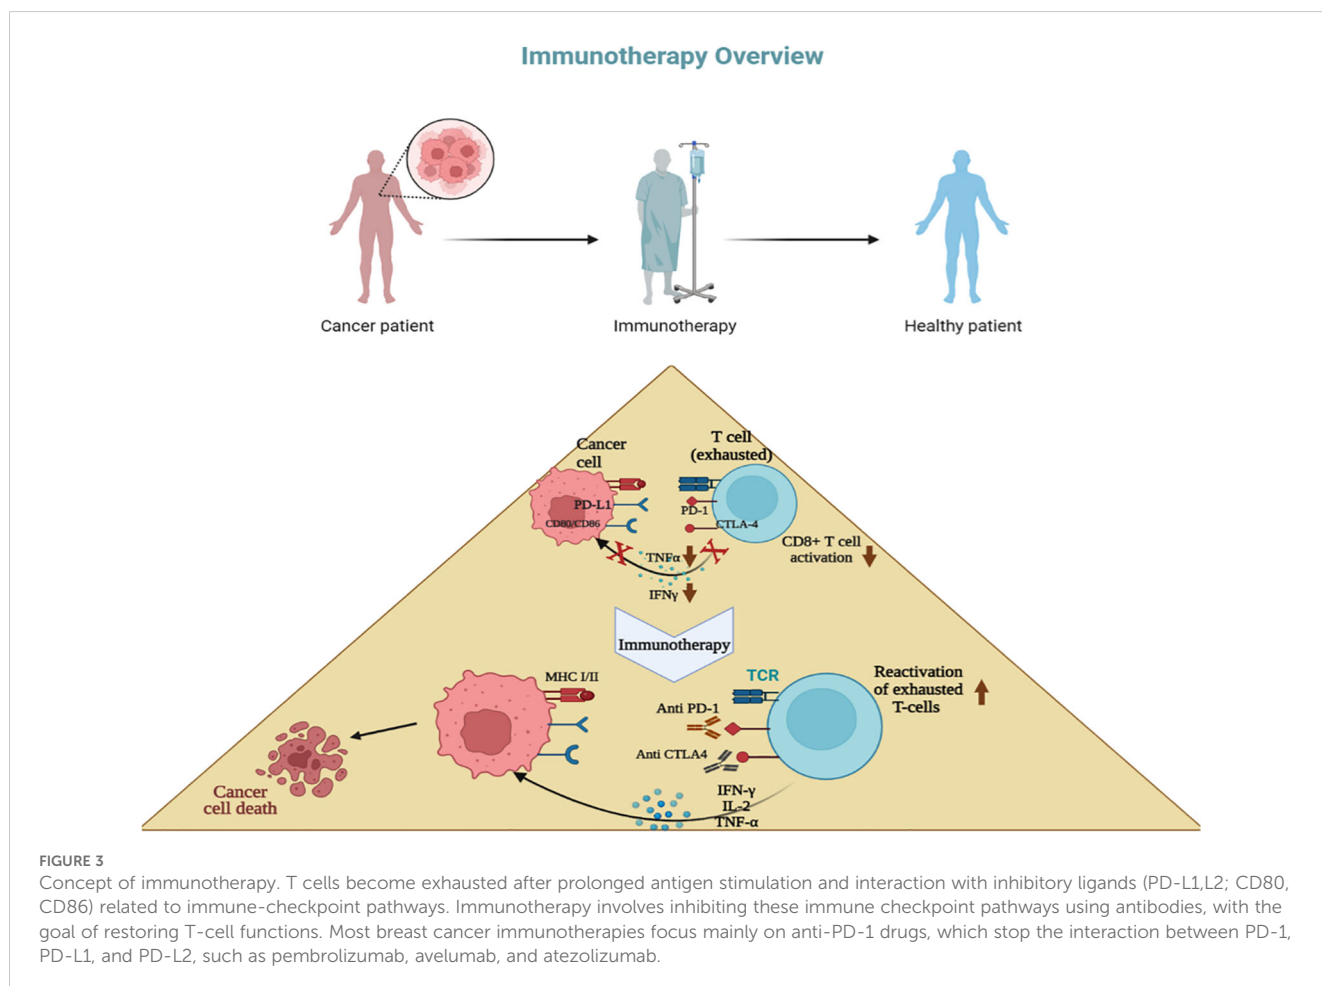 Immunotherapy Overview
Cancer patient
Immunotherapy
Healthy patient
Cancer
cell
T cell
(exhausted)
PD-L1
CD80/CD86
PD-1
CTLA-4
CD8+ T cell
activation
TNFα
IFNγ
Immunotherapy
MHC I/II
TCR
Reactivation
of exhausted
T-cells
Anti PD-1
Anti CTLA4
IFN-γ
IL-2
TNF-α
Cancer
cell death
FIGURE 3
Concept of immunotherapy. T cells become exhausted after prolonged antigen stimulation and interaction with inhibitory ligands (PD-L1,L2; CD80,
CD86) related to immune-checkpoint pathways. Immunotherapy involves inhibiting these immune checkpoint pathways using antibodies, with the
goal of restoring T-cell functions. Most breast cancer immunotherapies focus mainly on anti-PD-1 drugs, which stop the interaction between PD-1,
PD-L1, and PD-L2, such as pembrolizumab, avelumab, and atezolizumab.